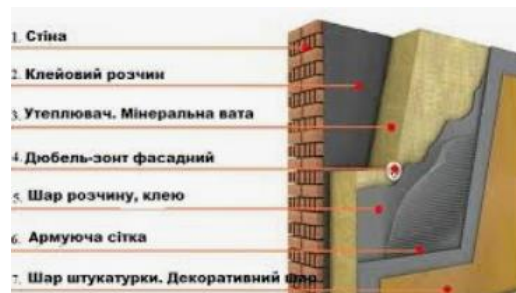 1. Стіна
2. Клейовий розчин
3. Утеплювач. Мінеральна вата
4. Дюбель-зонт фасадний
5. Шар розчину, клею
6. Армуюча сітка
7. Шар штукатурки. Декоративний шар